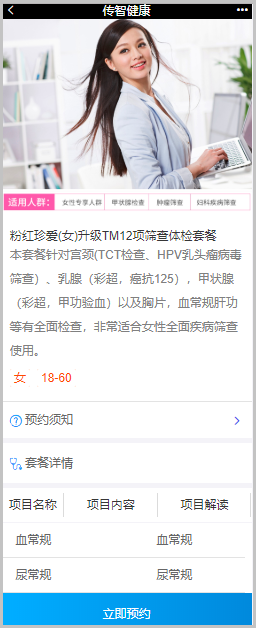 传智健康
适用人群：
女性专享人群 甲状腺检查 肿瘤筛查 妇科疾病筛查
粉红珍爱(女)升级TM12项筛查体检套餐
本套餐针对宫颈(TCT检查、HPV乳头瘤病毒
筛查）、乳腺（彩超，癌抗125），甲状腺
（彩超，甲功验血）以及胸片，血常规肝功
等有全面检查，非常适合女性全面疾病筛查
使用。
女 18-60
预约须知
套餐详情
项目名称 项目内容 项目解读
血常规 血常规
尿常规 尿常规
立即预约